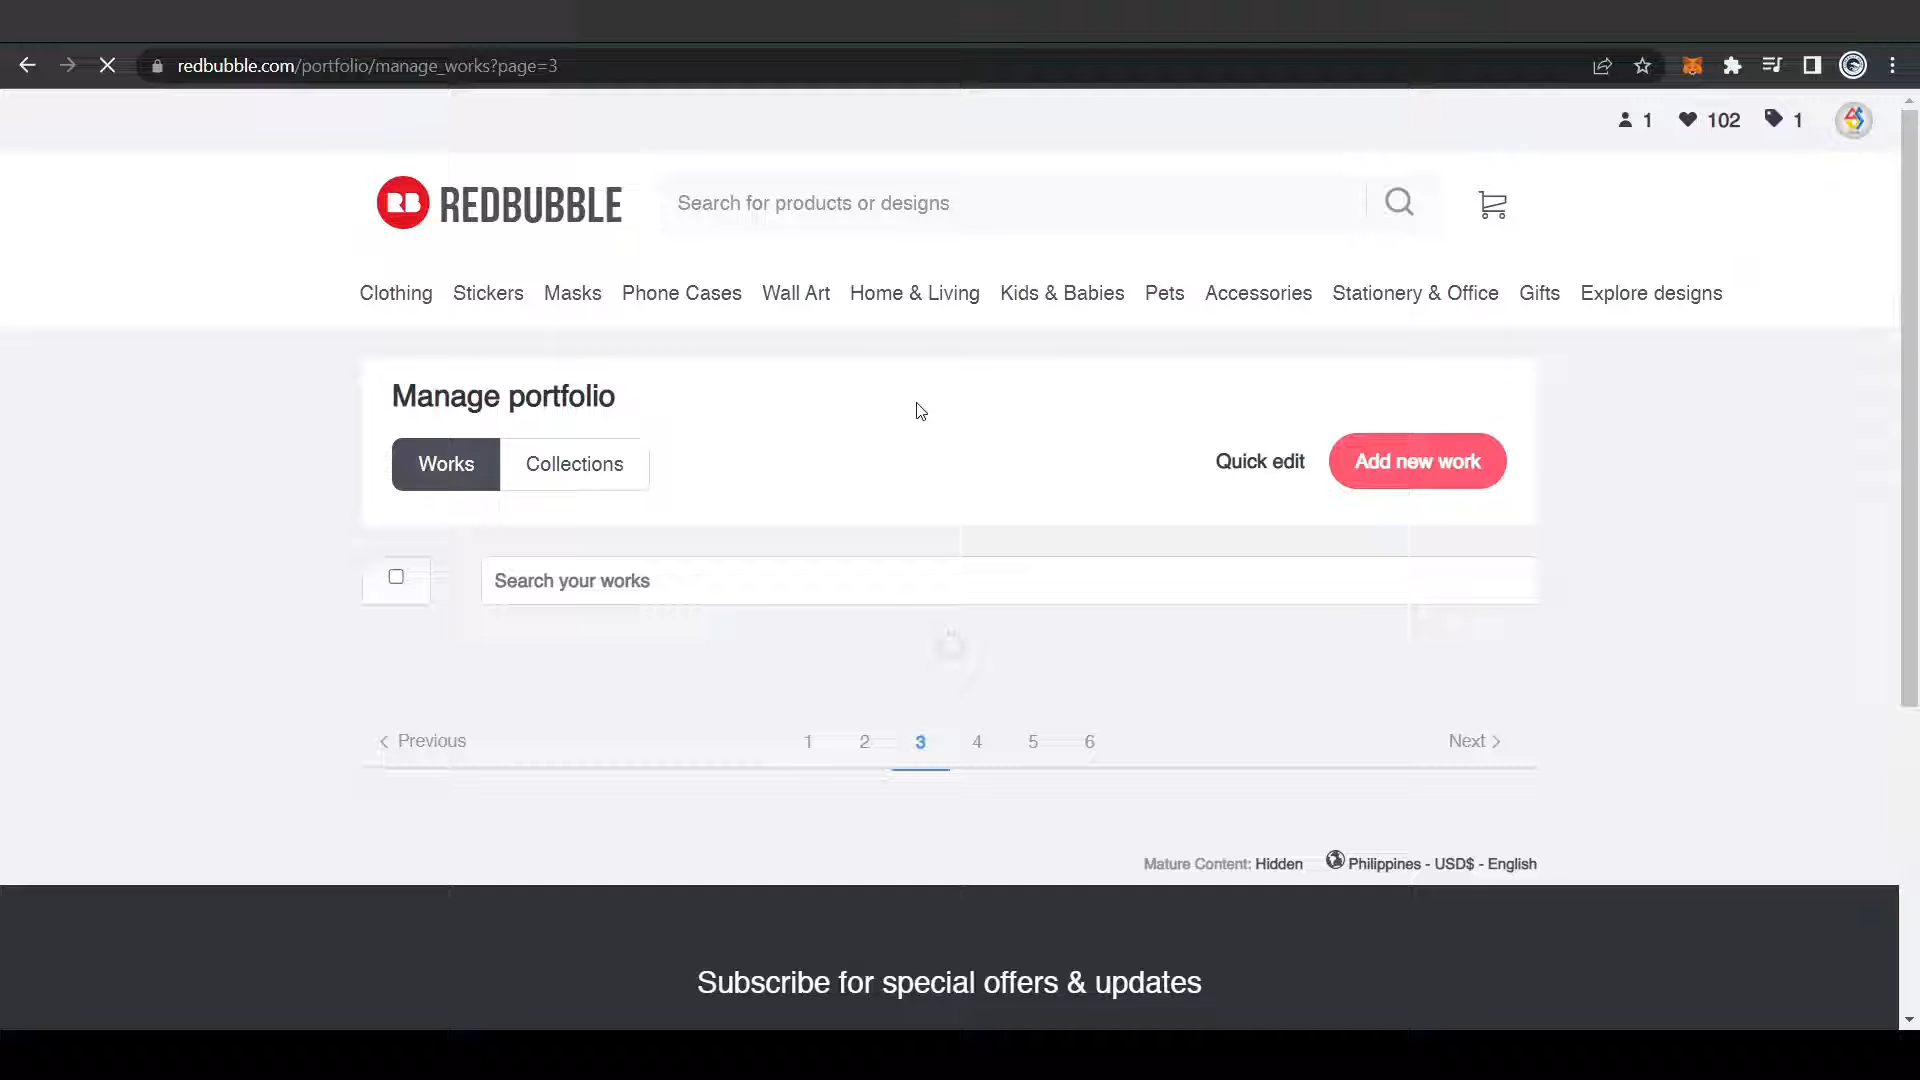 redbubble.com/portfolio/manage_works?page=3
1 102 1
RB REDBUBBLE
Search for products or designs
Clothing Stickers Masks Phone Cases Wall Art Home & Living Kids & Babies Pets Accessories Stationery & Office Gifts Explore designs
Manage portfolio
Works Collections
Quick edit Add new work
Search your works
Previous 1 2 3 4 5 6 Next
Mature Content: Hidden Philippines - USD$ - English
Subscribe for special offers & updates